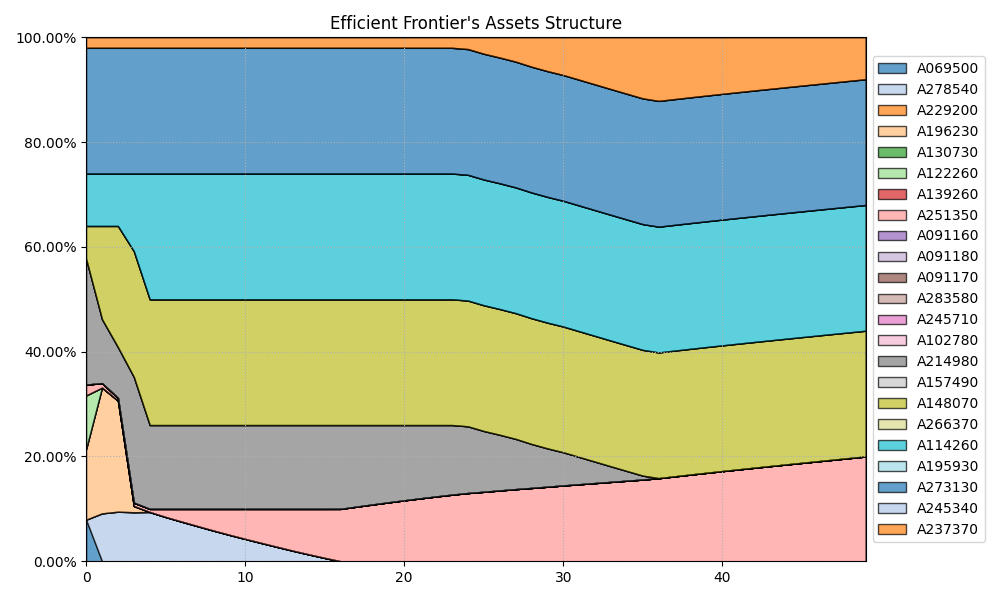 Efficient Frontier's Assets Structure
100.00%
80.00%
60.00%
40.00%
20.00%
0.00%
0
10
20
30
40
A069500
A278540
A229200
A196230
A130730
A122260
A139260
A251350
A091160
A091180
A091170
A283580
A245710
A102780
A214980
A157490
A148070
A266370
A114260
A195930
A273130
A245340
A237370